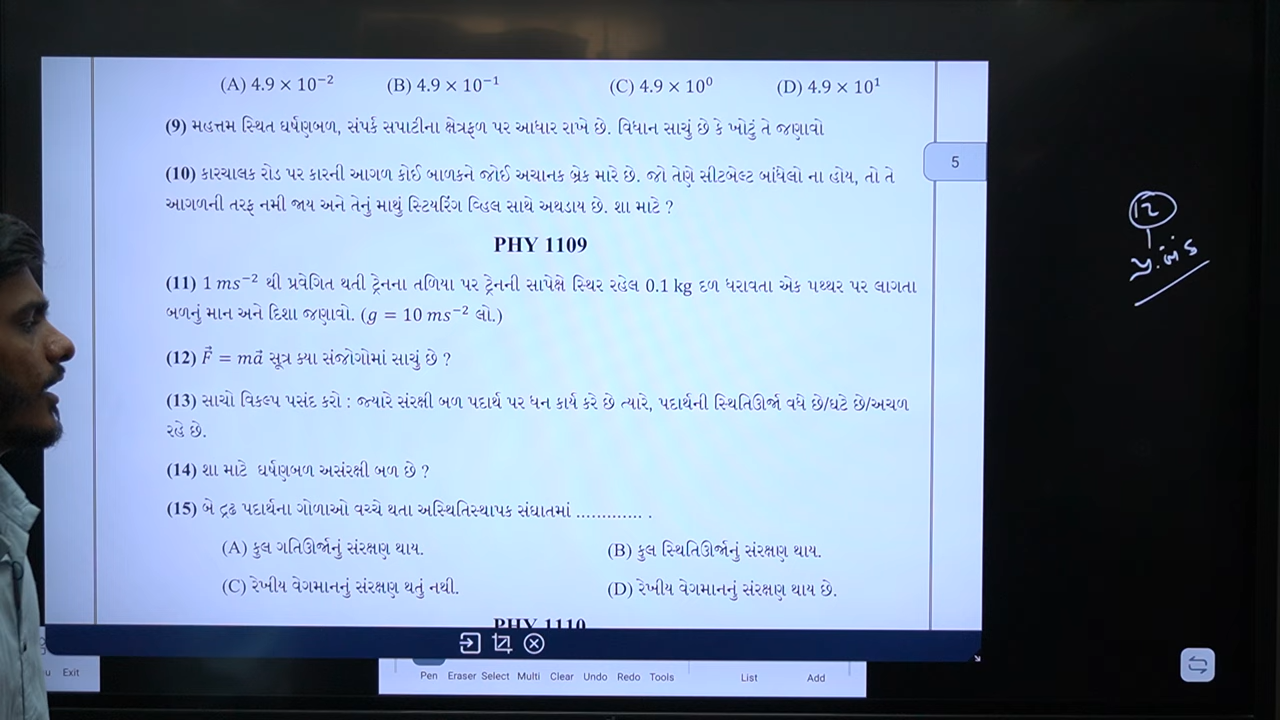 (A) 4.9 × 10⁻² (B) 4.9 × 10⁻¹ (C) 4.9 × 10⁰ (D) 4.9 × 10¹
(9) મહત્તમ સ્થિત ઘર્ષણબળ, સંપર્ક સપાટીના ક્ષેત્રફળ પર આધાર રાખે છે. વિધાન સાચું છે કે ખોટું તે જણાવો
5
(10) કારચાલક રોડ પર કારની આગળ કોઈ બાળકને જોઈ અચાનક બ્રેક મારે છે. જો તેણે સીટબેલ્ટ બાંધેલો ના હોય, તો તે
આગળની તરફ નમી જાય અને તેનું માથું સ્ટિયરિંગ વ્હિલ સાથે અથડાય છે. શા માટે ?
12
PHY 1109
(11) 1 ms⁻² થી પ્રવેગિત થતી ટ્રેનના તળિયા પર ટ્રેનની સાપેક્ષે સ્થિર રહેલ 0.1 kg દળ ધરાવતા એક પથ્થર પર લાગતા
બળનું માન અને દિશા જણાવો. (g = 10 ms⁻² લો.)
(12) F⃗ = ma⃗ સૂત્ર ક્યા સંજોગોમાં સાચું છે ?
(13) સાચો વિકલ્પ પસંદ કરો : જ્યારે સંરક્ષી બળ પદાર્થ પર ધન કાર્ય કરે છે ત્યારે, પદાર્થની સ્થિતિઊર્જા વધે છે/ઘટે છે/અચળ
રહે છે.
(14) શા માટે ઘર્ષણબળ અસંરક્ષી બળ છે ?
(15) બે દૃઢ પદાર્થના ગોળાઓ વચ્ચે થતા અસ્થિતિસ્થાપક સંઘાતમાં ............. .
(A) કુલ ગતિઊર્જાનું સંરક્ષણ થાય. (B) કુલ સ્થિતિઊર્જાનું સંરક્ષણ થાય.
(C) રેખીય વેગમાનનું સંરક્ષણ થતું નથી. (D) રેખીય વેગમાનનું સંરક્ષણ થાય છે.
PHY 1110
Exit
Pen Eraser Select Multi Clear Undo Redo Tools List Add